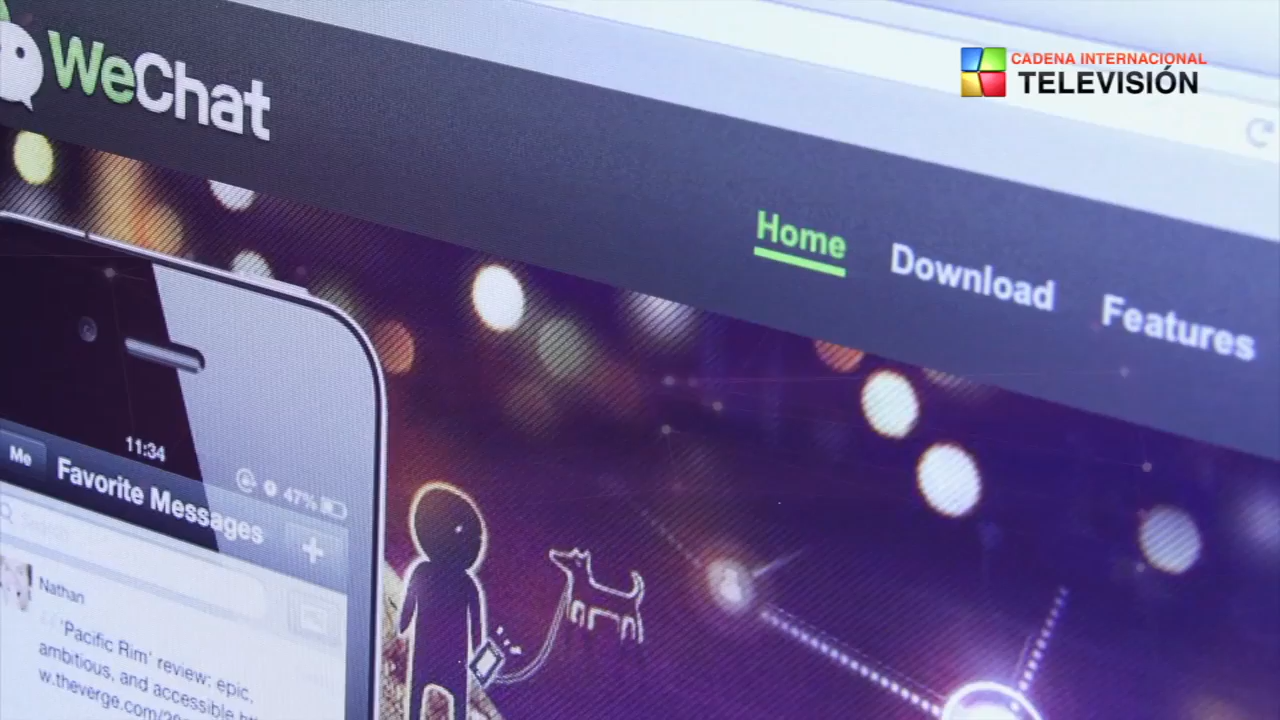 WeChat
CADENA INTERNACIONAL
TELEVISIÓN
Home
Download
Features
11:34
47%
Me
Favorite Messages
Nathan
'Pacific Rim' review: epic,
ambitious, and accessible
w.theverge.com/20